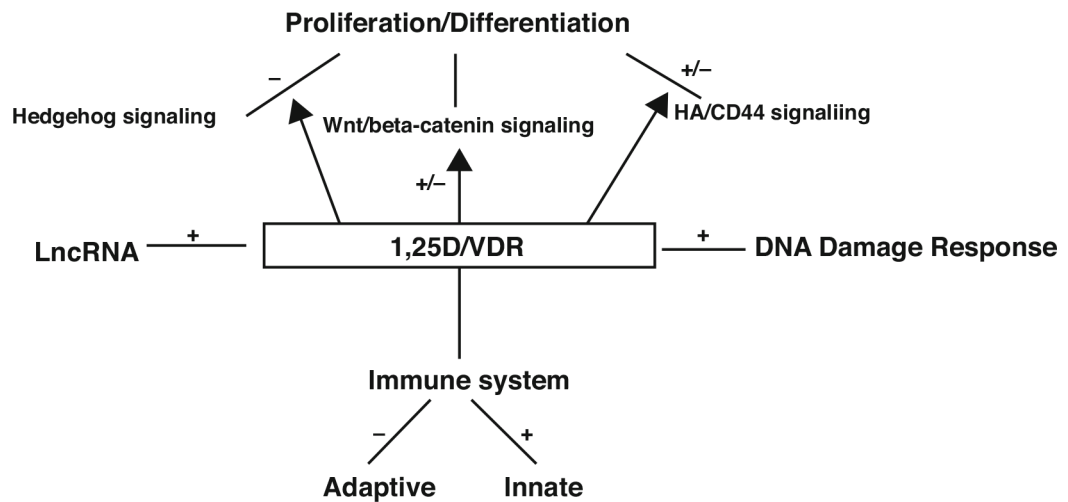 Proliferation/Differentiation
–
+/–
Hedgehog signaling
Wnt/beta-catenin signaling
HA/CD44 signaliing
+/–
LncRNA
+
1,25D/VDR
+
DNA Damage Response
Immune system
–
+
Adaptive
Innate